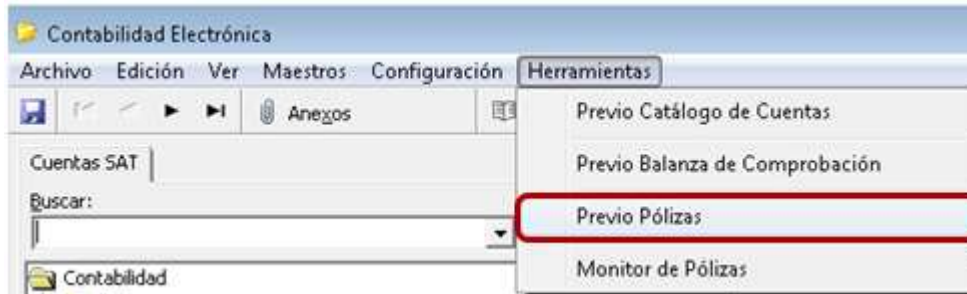 Contabilidad Electrónica
Archivo Edición Ver Maestros Configuración Herramientas
Anexos
Previo Catálogo de Cuentas
Cuentas SAT
Previo Balanza de Comprobación
Buscar:
Previo Pólizas
Contabilidad
Monitor de Pólizas